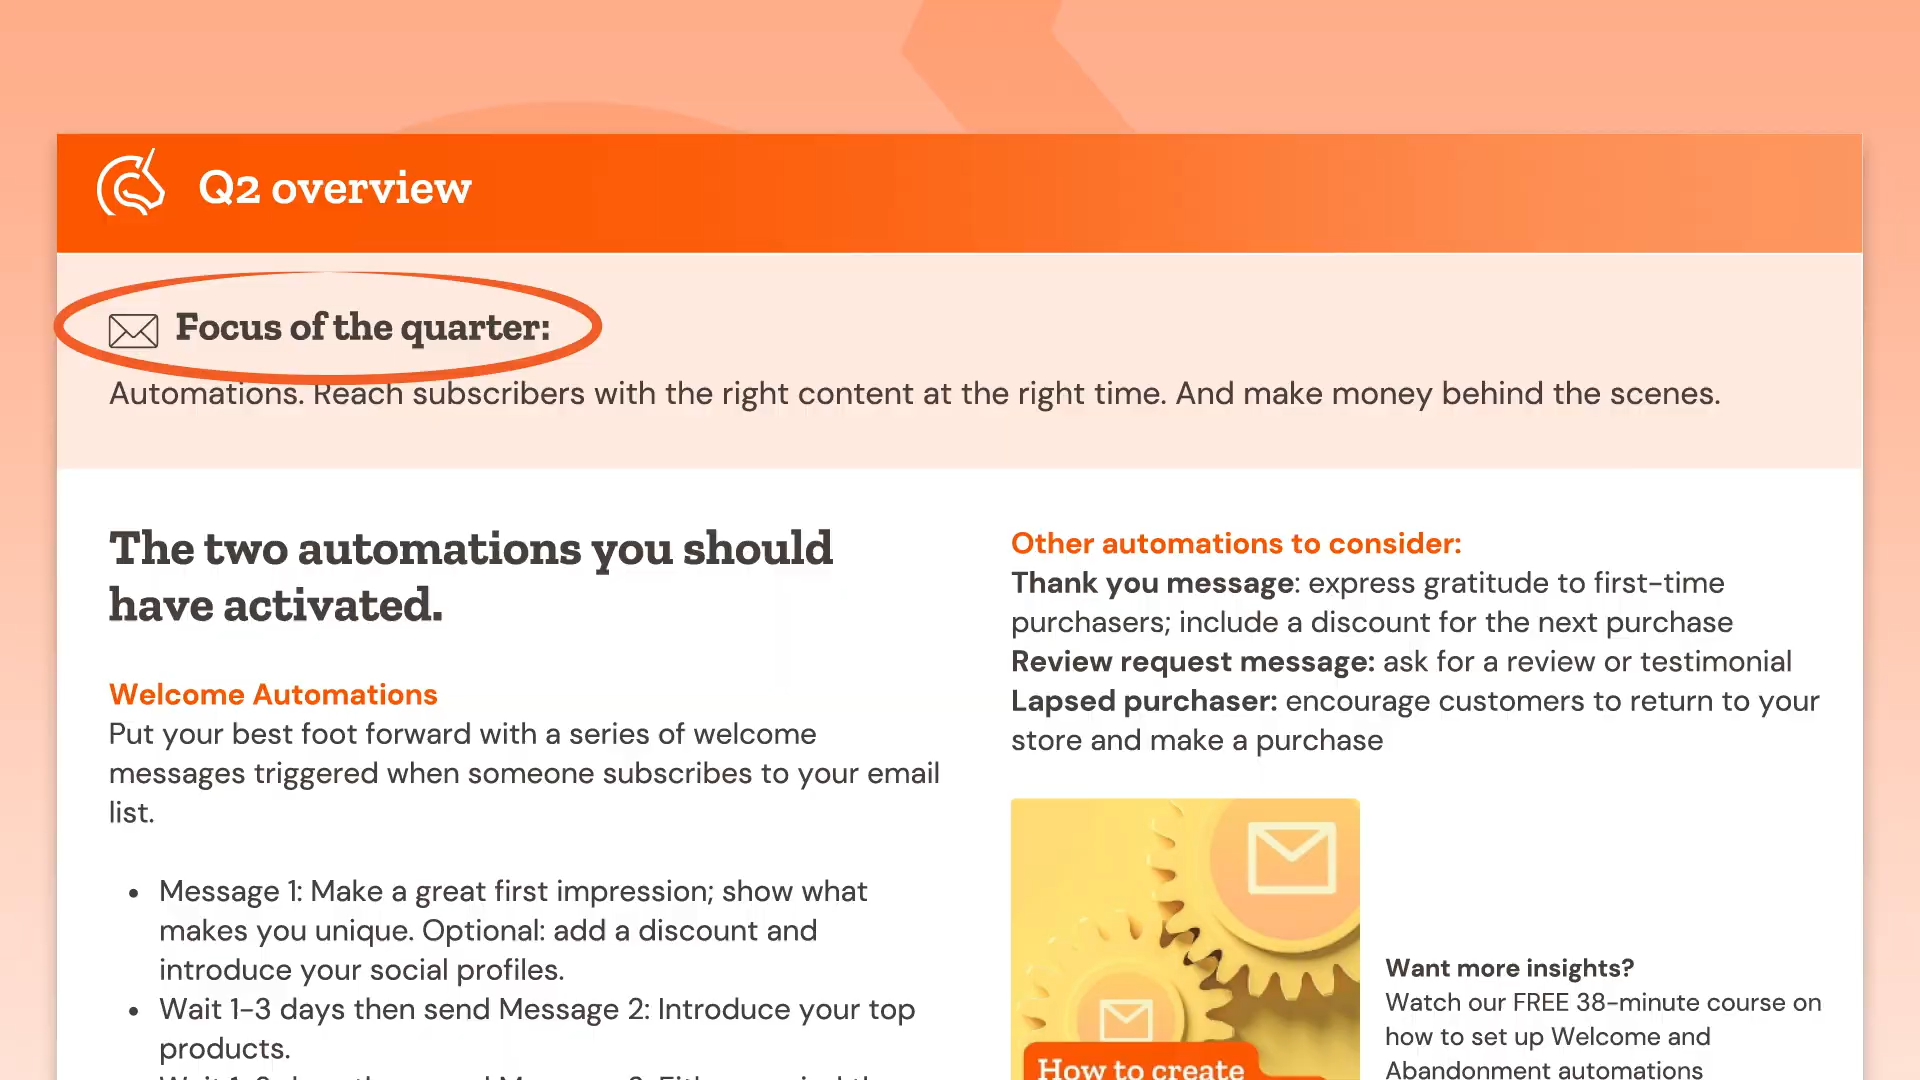 Q2 overview
Focus of the quarter:
Automations. Reach subscribers with the right content at the right time. And make money behind the scenes.
The two automations you should
have activated.
Welcome Automations
Put your best foot forward with a series of welcome
messages triggered when someone subscribes to your email
list.
• Message 1: Make a great first impression; show what
makes you unique. Optional: add a discount and
introduce your social profiles.
• Wait 1-3 days then send Message 2: Introduce your top
products.
Other automations to consider:
Thank you message: express gratitude to first-time
purchasers; include a discount for the next purchase
Review request message: ask for a review or testimonial
Lapsed purchaser: encourage customers to return to your
store and make a purchase
How to create
Want more insights?
Watch our FREE 38-minute course on
how to set up Welcome and
Abandonment automations